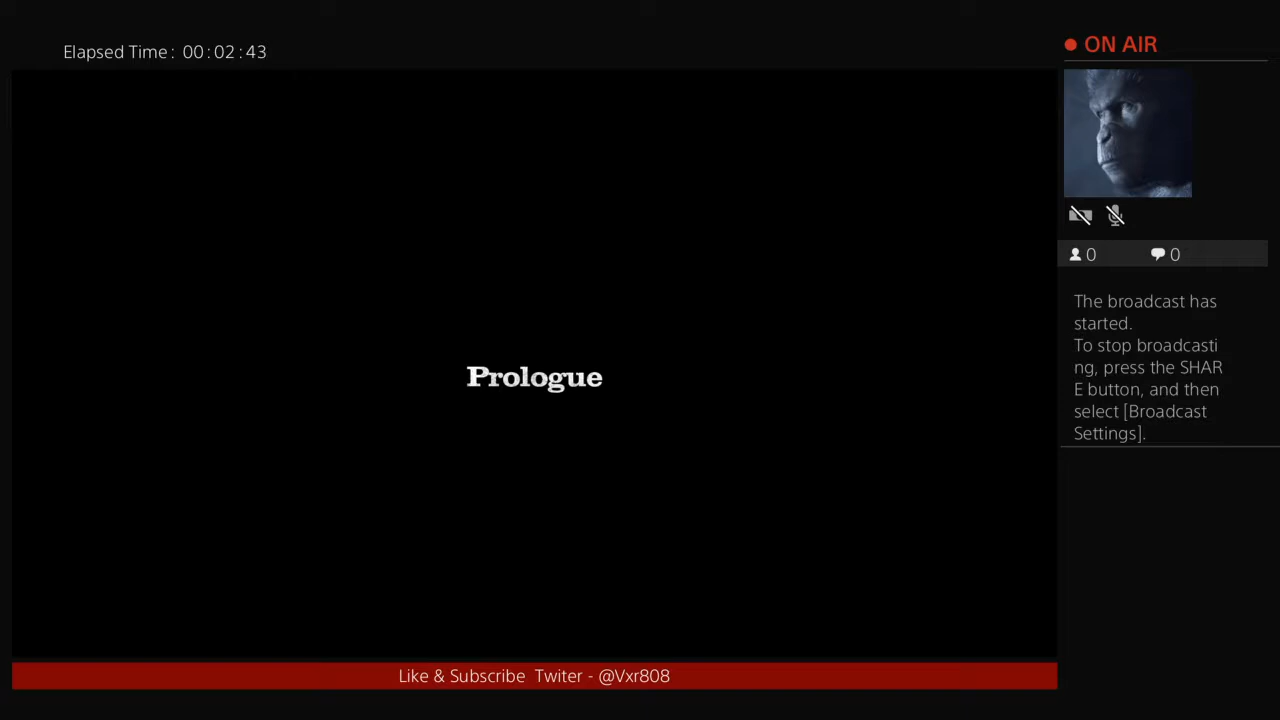 Elapsed Time: 00:02:43
ON AIR
0
0
The broadcast has
started.
To stop broadcasti
ng, press the SHAR
E button, and then
select [Broadcast
Settings].
Prologue
Like & Subscribe Twiter - @Vxr808